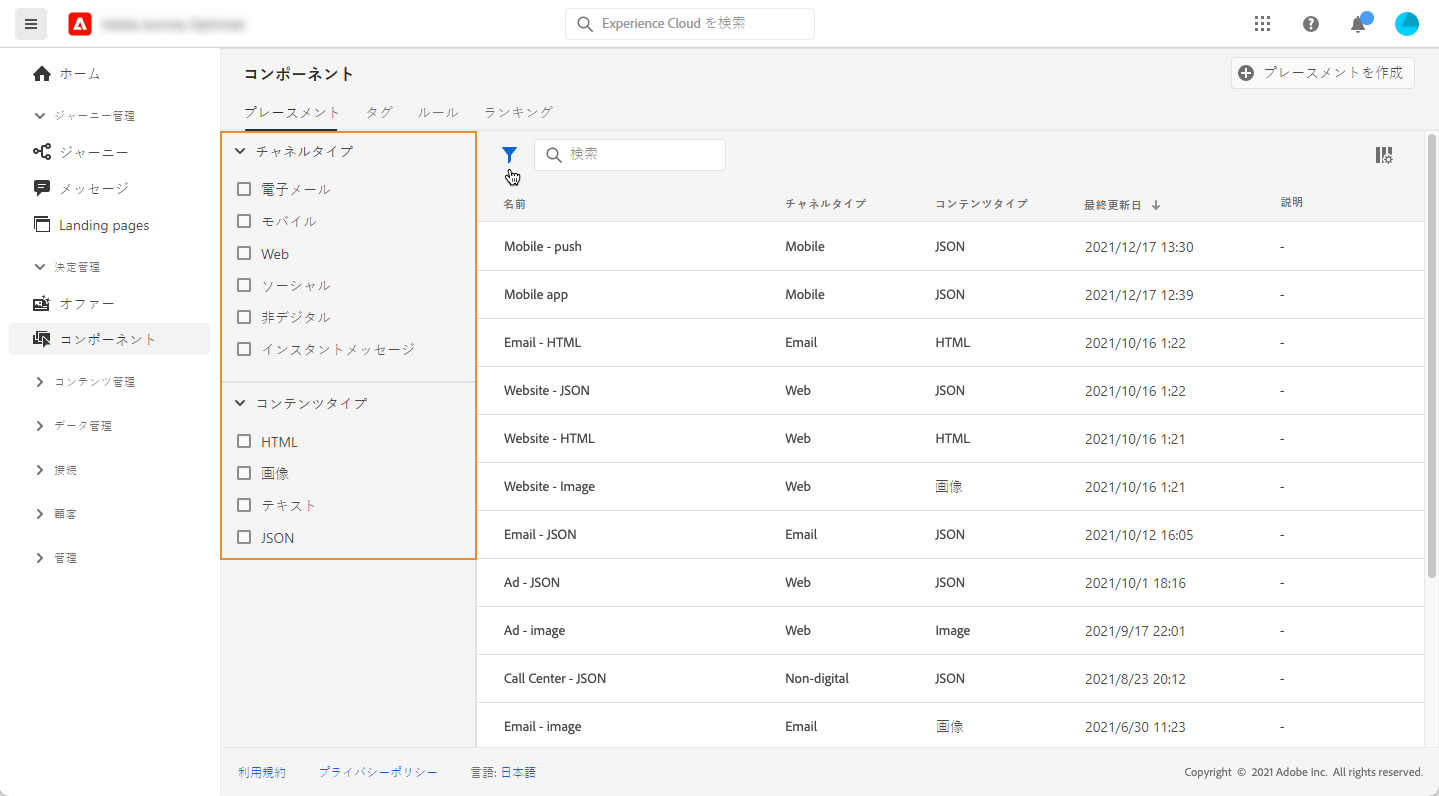 Experience Cloud を検索
ホーム
ジャーニー管理
ジャーニー
メッセージ
Landing pages
決定管理
オファー
コンポーネント
コンテンツ管理
データ管理
接続
顧客
管理
コンポーネント
プレースメントを作成
プレースメント タグ ルール ランキング
チャネルタイプ
電子メール
モバイル
Web
ソーシャル
非デジタル
インスタントメッセージ
コンテンツタイプ
HTML
画像
テキスト
JSON
検索
名前 チャネルタイプ コンテンツタイプ 最終更新日 説明
Mobile - push Mobile JSON 2021/12/17 13:30 -
Mobile app Mobile JSON 2021/12/17 12:39 -
Email - HTML Email HTML 2021/10/16 1:22 -
Website - JSON Web JSON 2021/10/16 1:22 -
Website - HTML Web HTML 2021/10/16 1:21 -
Website - Image Web 画像 2021/10/16 1:21 -
Email - JSON Email JSON 2021/10/12 16:05 -
Ad - JSON Web JSON 2021/10/1 18:16 -
Ad - image Web Image 2021/9/17 22:01 -
Call Center - JSON Non-digital JSON 2021/8/23 20:12 -
Email - image Email 画像 2021/6/30 11:23 -
利用規約 プライバシーポリシー 言語: 日本語 Copyright © 2021 Adobe Inc. All rights reserved.